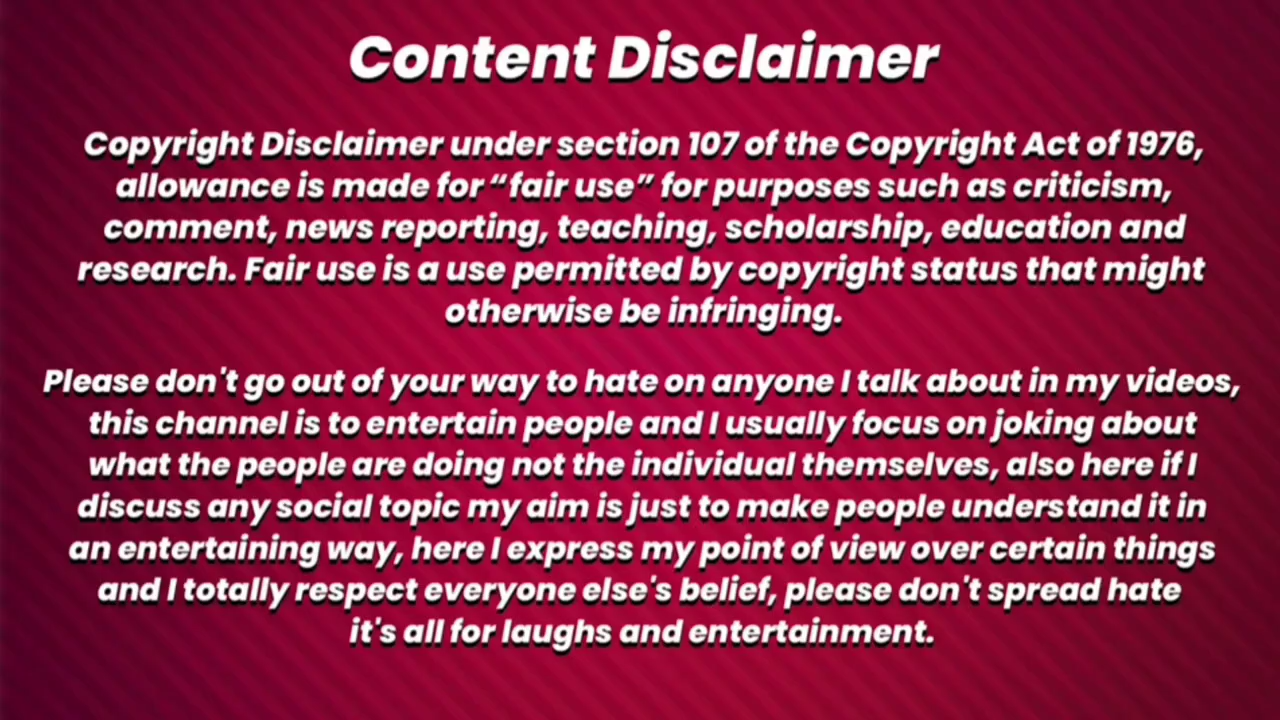 Content Disclaimer
Copyright Disclaimer under section 107 of the Copyright Act of 1976,
allowance is made for “fair use” for purposes such as criticism,
comment, news reporting, teaching, scholarship, education and
research. Fair use is a use permitted by copyright status that might
otherwise be infringing.
Please don't go out of your way to hate on anyone I talk about in my videos,
this channel is to entertain people and I usually focus on joking about
what the people are doing not the individual themselves, also here if I
discuss any social topic my aim is just to make people understand it in
an entertaining way, here I express my point of view over certain things
and I totally respect everyone else's belief, please don't spread hate
it's all for laughs and entertainment.